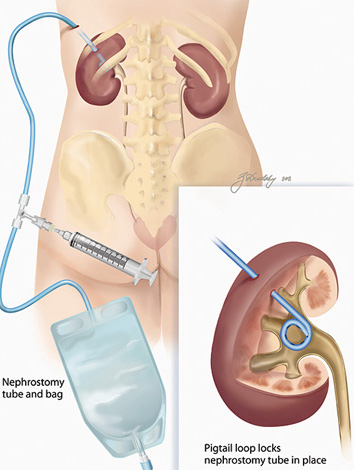 Nephrostomy
tube and bag
Pigtail loop locks
nephrostomy tube in place